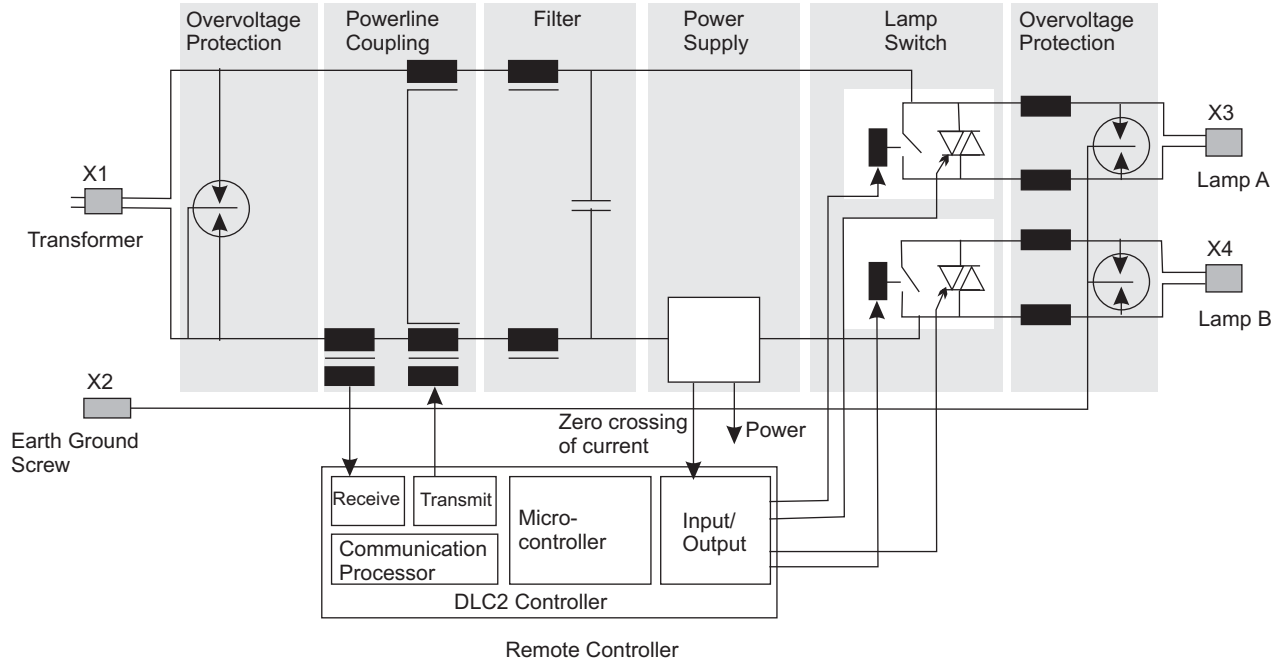 Overvoltage
Protection
Powerline
Coupling
Filter
Power
Supply
Lamp
Switch
Overvoltage
Protection
X1
Transformer
X3
Lamp A
X4
Lamp B
X2
Earth Ground
Screw
Zero crossing
of current
Power
Receive
Transmit
Communication
Processor
Micro-
controller
Input/
Output
DLC2 Controller
Remote Controller